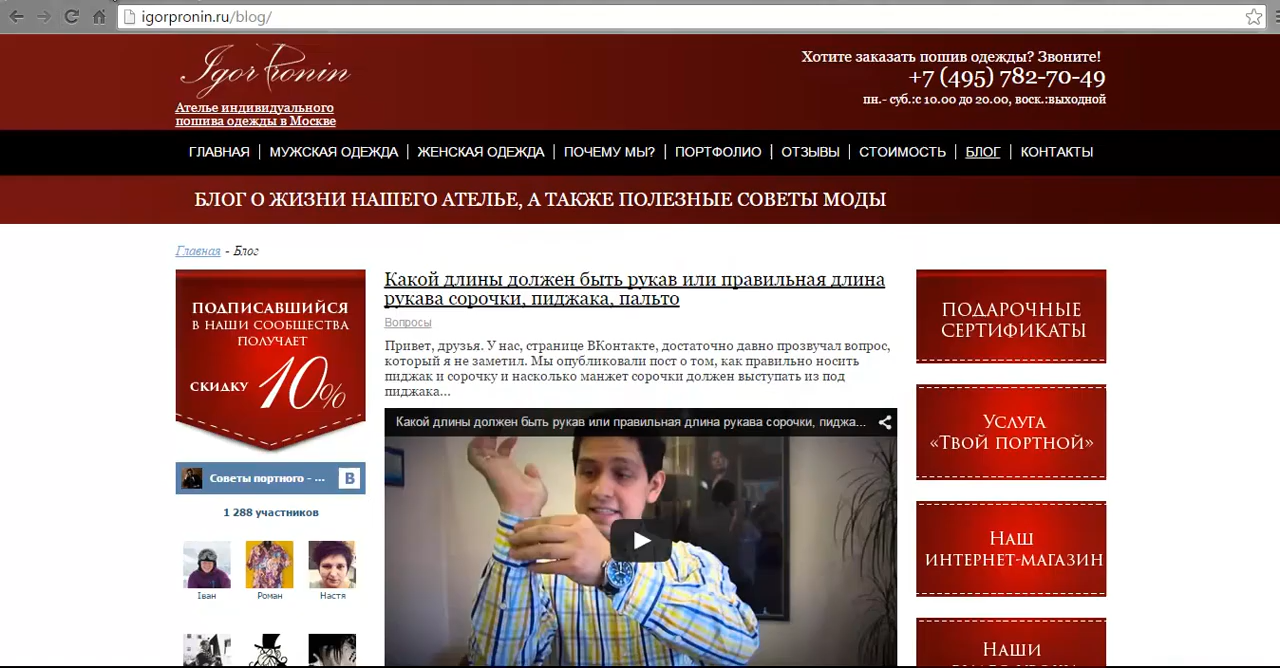 igorpronin.ru/blog/
Igor Pronin
Ателье индивидуального
пошива одежды в Москве
Хотите заказать пошив одежды? Звоните!
+7 (495) 782-70-49
пн.- суб.:с 10.00 до 20.00, воск.:выходной
ГЛАВНАЯ | МУЖСКАЯ ОДЕЖДА | ЖЕНСКАЯ ОДЕЖДА | ПОЧЕМУ МЫ? | ПОРТФОЛИО | ОТЗЫВЫ | СТОИМОСТЬ | БЛОГ | КОНТАКТЫ
БЛОГ О ЖИЗНИ НАШЕГО АТЕЛЬЕ, А ТАКЖЕ ПОЛЕЗНЫЕ СОВЕТЫ МОДЫ
Главная - Блог
ПОДПИСАВШИЙСЯ
В НАШИ СООБЩЕСТВА
ПОЛУЧАЕТ
СКИДКУ 10%
Советы портного - ... В
1 288 участников
Iван Роман Настя
Какой длины должен быть рукав или правильная длина
рукава сорочки, пиджака, пальто
Вопросы
Привет, друзья. У нас, странице ВКонтакте, достаточно давно прозвучал вопрос,
который я не заметил. Мы опубликовали пост о том, как правильно носить
пиджак и сорочку и насколько манжет сорочки должен выступать из под
пиджака...
Какой длины должен быть рукав или правильная длина рукава сорочки, пиджа...
ПОДАРОЧНЫЕ
СЕРТИФИКАТЫ
УСЛУГА
«ТВОЙ ПОРТНОЙ»
НАШ
ИНТЕРНЕТ-МАГАЗИН
НАШИ